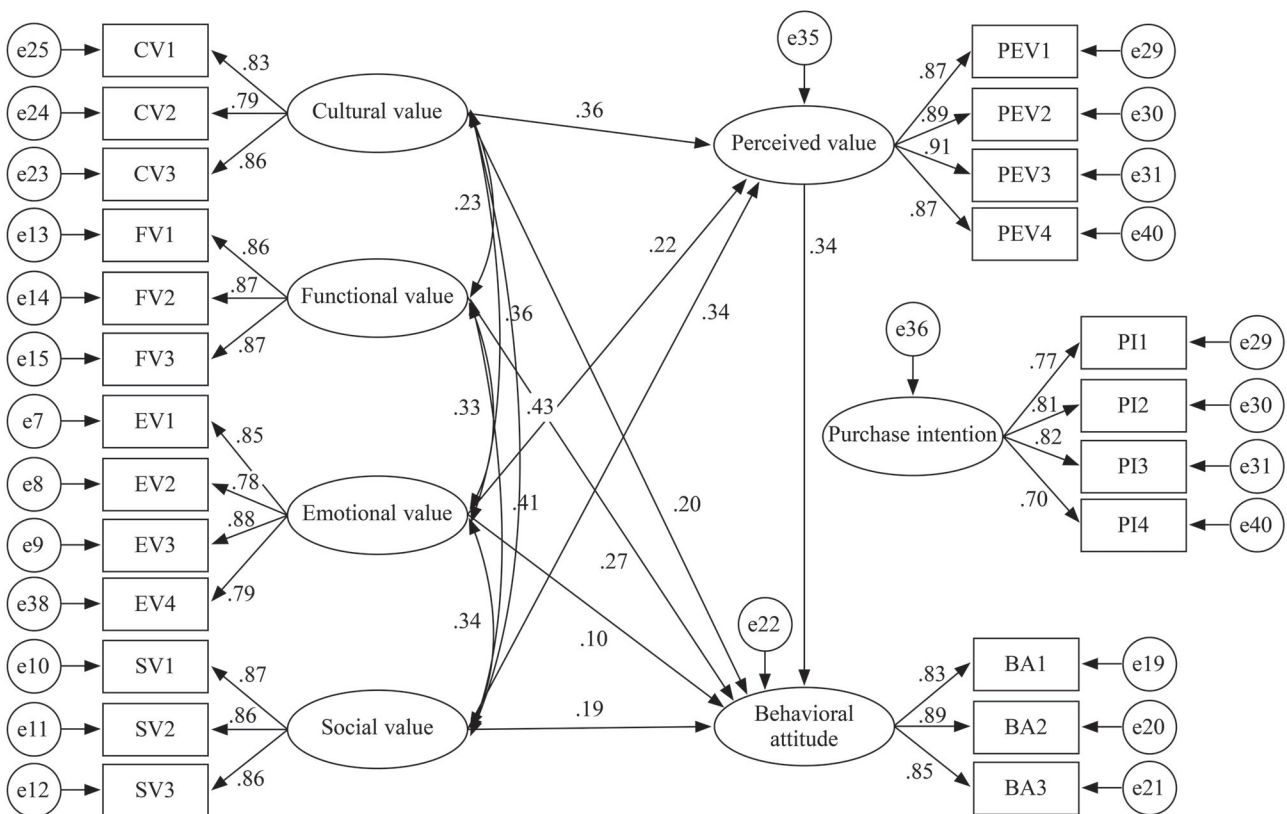 e25
CV1
.83
e24
CV2
.79
e23
CV3
.86
Cultural value
e13
FV1
.86
e14
FV2
.87
e15
FV3
.87
Functional value
e7
EV1
.85
e8
EV2
.78
e9
EV3
.88
e38
EV4
.79
Emotional value
e10
SV1
.87
e11
SV2
.86
e12
SV3
.86
Social value
.23
.36
.33
.43
.41
.34
.36
.22
.34
.20
.27
.10
.19
.34
e35
Perceived value
.87
PEV1
e29
.89
PEV2
e30
.91
PEV3
e31
.87
PEV4
e40
e36
Purchase intention
.77
PI1
e29
.81
PI2
e30
.82
PI3
e31
.70
PI4
e40
e22
Behavioral
attitude
.83
BA1
e19
.89
BA2
e20
.85
BA3
e21